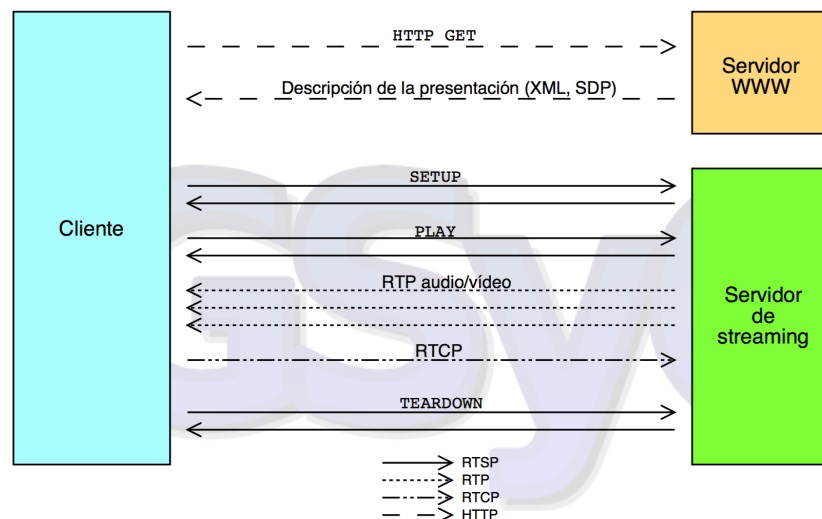 HTTP GET
Descripción de la presentación (XML, SDP)
Servidor
WWW
SETUP
Cliente
PLAY
RTP audio/vídeo
Servidor
de
streaming
RTCP
TEARDOWN
RTSP
RTP
RTCP
HTTP
GSyC